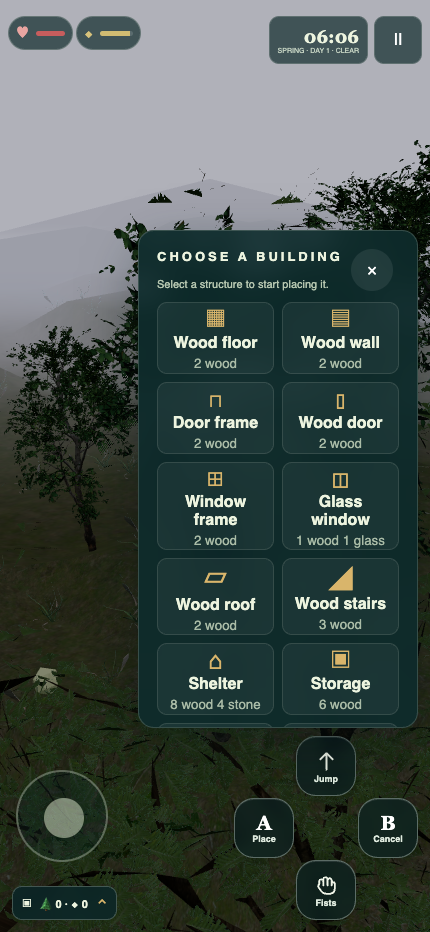 06:06
SPRING · DAY 1 · CLEAR
CHOOSE A BUILDING
Select a structure to start placing it.
Wood floor
2 wood
Wood wall
2 wood
Door frame
2 wood
Wood door
2 wood
Window
frame
2 wood
Glass
window
1 wood 1 glass
Wood roof
2 wood
Wood stairs
3 wood
Shelter
8 wood 4 stone
Storage
6 wood
Jump
A
Place
B
Cancel
Fists
0 · 0